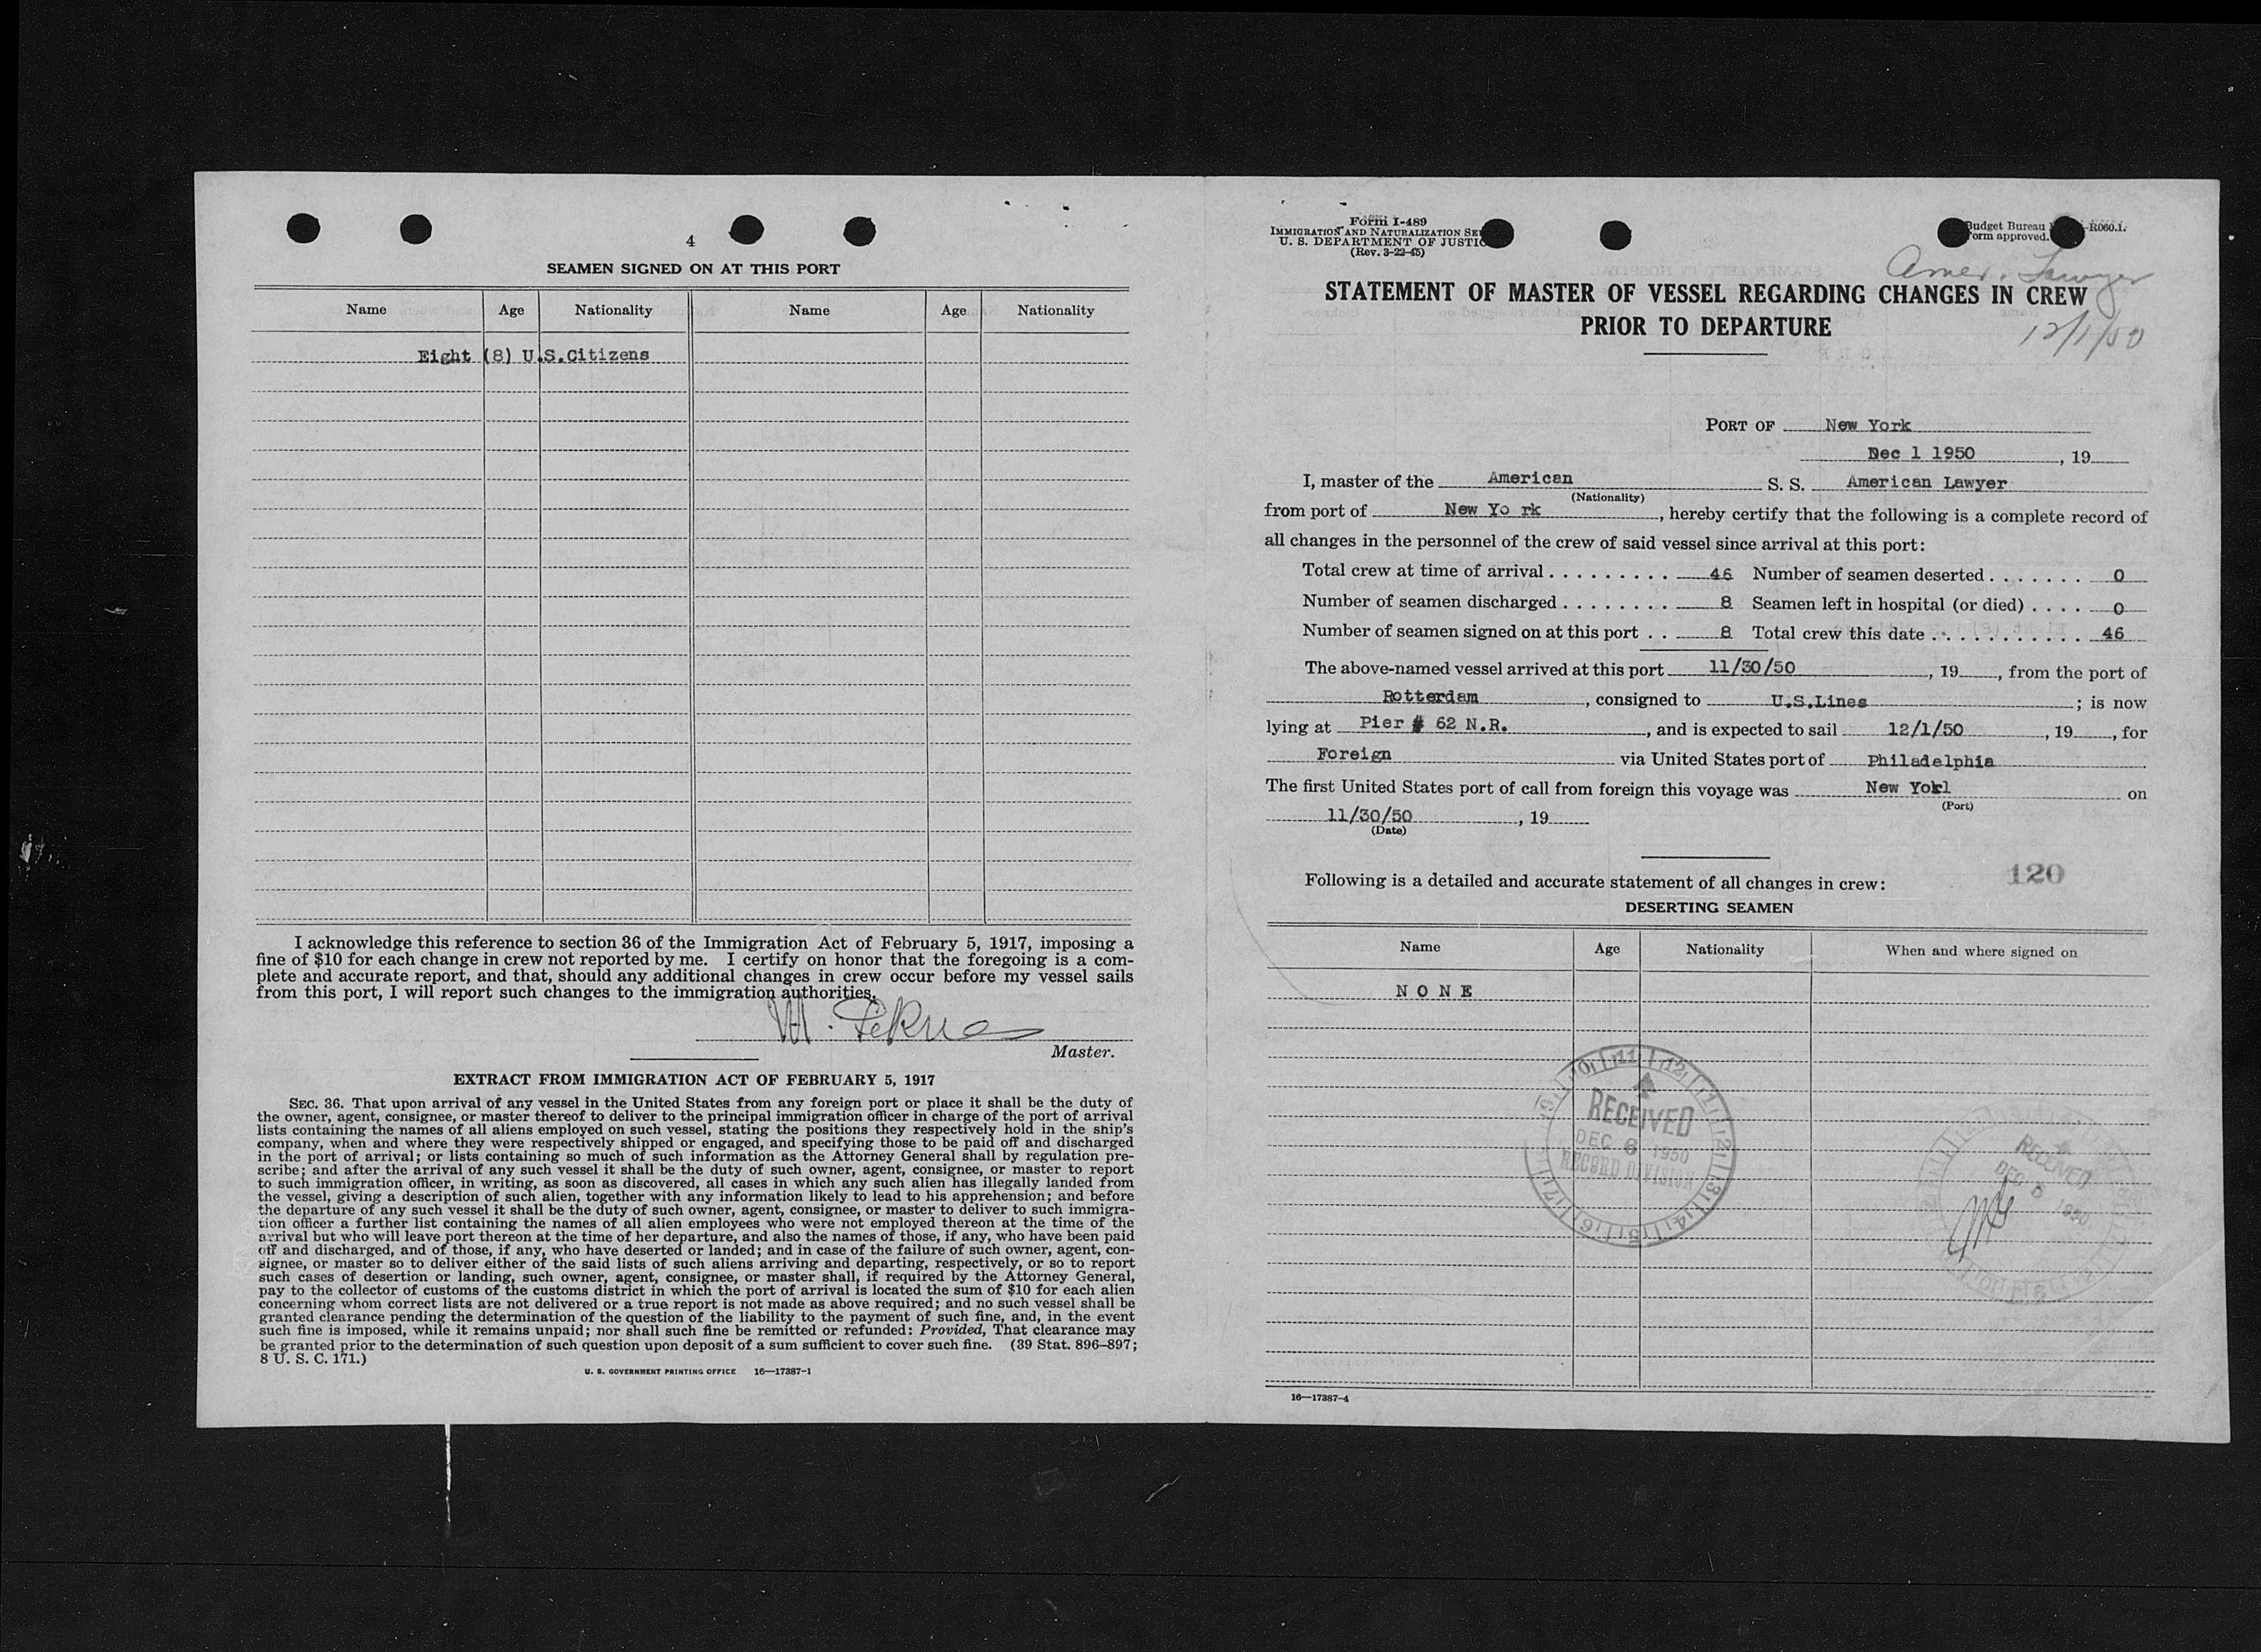 4
SEAMEN SIGNED ON AT THIS PORT
Name Age Nationality Name Age Nationality
Eight (8) U.S.Citizens
I acknowledge this reference to section 36 of the Immigration Act of February 5, 1917, imposing a
fine of $10 for each change in crew not reported by me. I certify on honor that the foregoing is a com-
plete and accurate report, and that, should any additional changes in crew occur before my vessel sails
from this port, I will report such changes to the immigration authorities.
Master.
EXTRACT FROM IMMIGRATION ACT OF FEBRUARY 5, 1917
SEC. 36. That upon arrival of any vessel in the United States from any foreign port or place it shall be the duty of
the owner, agent, consignee, or master thereof to deliver to the principal immigration officer in charge of the port of arrival
lists containing the names of all aliens employed on such vessel, stating the positions they respectively hold in the ship's
company, when and where they were respectively shipped or engaged, and specifying those to be paid off and discharged
in the port of arrival; or lists containing so much of such information as the Attorney General shall by regulation pre-
scribe; and after the arrival of any such vessel it shall be the duty of such owner, agent, consignee, or master to report
to such immigration officer, in writing, as soon as discovered, all cases in which any such alien has illegally landed from
the vessel, giving a description of such alien, together with any information likely to lead to his apprehension; and before
the departure of any such vessel it shall be the duty of such owner, agent, consignee, or master to deliver to such immigra-
tion officer a further list containing the names of all alien employees who were not employed thereon at the time of the
arrival but who will leave port thereon at the time of her departure, and also the names of those, if any, who have been paid
off and discharged, and of those, if any, who have deserted or landed; and in case of the failure of such owner, agent, con-
signee, or master so to deliver either of the said lists of such aliens arriving and departing, respectively, or so to report
such cases of desertion or landing, such owner, agent, consignee, or master shall, if required by the Attorney General,
pay to the collector of customs of the customs district in which the port of arrival is located the sum of $10 for each alien
concerning whom correct lists are not delivered or a true report is not made as above required; and no such vessel shall be
granted clearance pending the determination of the question of the liability to the payment of such fine, and, in the event
such fine is imposed, while it remains unpaid; nor shall such fine be remitted or refunded: Provided, That clearance may
be granted prior to the determination of such question upon deposit of a sum sufficient to cover such fine. (39 Stat. 896–897;
8 U. S. C. 171.)
U. S. GOVERNMENT PRINTING OFFICE 16—17387-1
Form I-489
IMMIGRATION AND NATURALIZATION
U. S. DEPARTMENT OF
(Rev. 3-22-45)
Budget Bureau -R060.1.
Form approved.
Amer. Lawyer
STATEMENT OF MASTER OF VESSEL REGARDING CHANGES IN CREW
PRIOR TO DEPARTURE
12/1/50
PORT OF New York
Dec 1 1950, 19
I, master of the American S. S. American Lawyer
(Nationality)
from port of New Yo rk, hereby certify that the following is a complete record of
all changes in the personnel of the crew of said vessel since arrival at this port:
Total crew at time of arrival . . . . . . . . . . 46 Number of seamen deserted . . . . . . . 0
Number of seamen discharged . . . . . . . . 8 Seamen left in hospital (or died) . . . . 0
Number of seamen signed on at this port . . 8 Total crew this date . . . . . . . . . . . 46
The above-named vessel arrived at this port 11/30/50, 19, from the port of
Rotterdam, consigned to U.S.Lines; is now
lying at Pier # 62 N.R., and is expected to sail 12/1/50, 19, for
Foreign via United States port of Philadelphia
The first United States port of call from foreign this voyage was New Yokl on
(Port)
11/30/50, 19
(Date)
120
Following is a detailed and accurate statement of all changes in crew:
DESERTING SEAMEN
Name Age Nationality When and where signed on
N O N E
RECEIVED
DEC 6 1950
RECORD DIVISION
RECEIVED
DEC 1950
16—17387-4